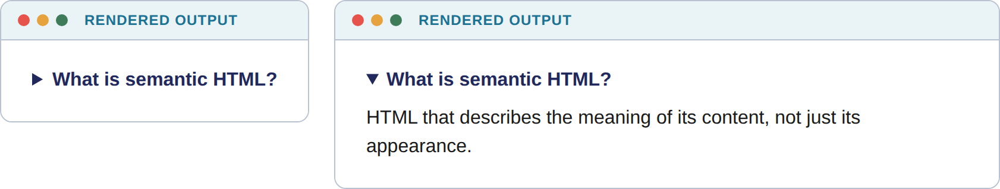 RENDERED OUTPUT
What is semantic HTML?
RENDERED OUTPUT
What is semantic HTML?
HTML that describes the meaning of its content, not just its
appearance.